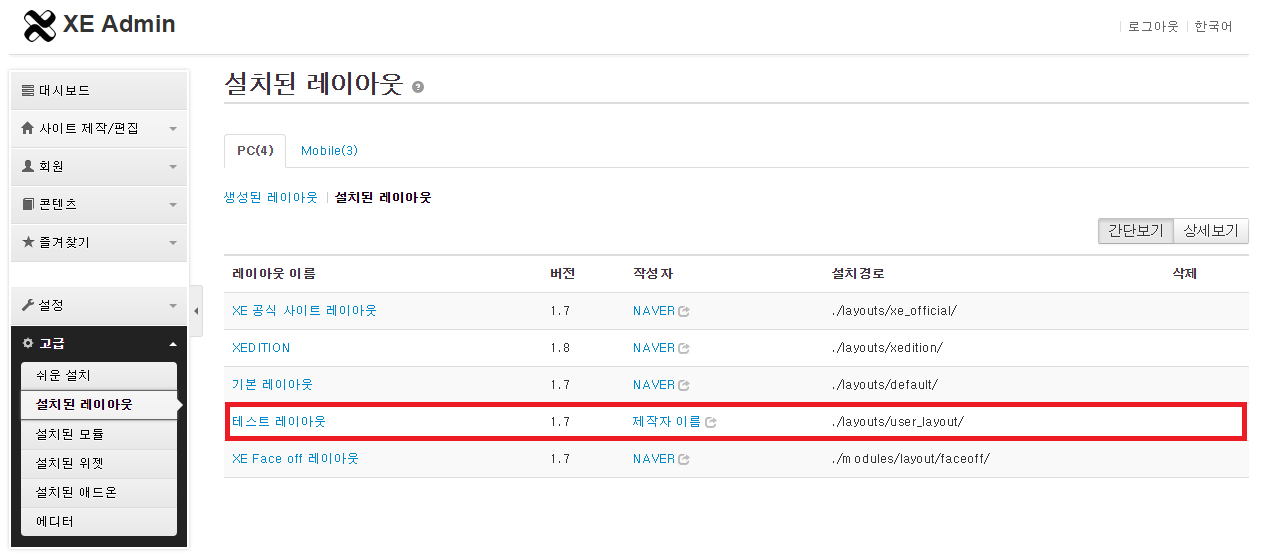 XE Admin
로그아웃 한국어
대시보드
사이트 제작/편집
회원
콘텐츠
즐겨찾기
설정
고급
쉬운 설치
설치된 레이아웃
설치된 모듈
설치된 위젯
설치된 애드온
에디터
설치된 레이아웃 ?
PC(4) Mobile(3)
생성된 레이아웃 설치된 레이아웃
간단보기 상세보기
레이아웃 이름 버전 작성자 설치경로 삭제
XE 공식 사이트 레이아웃 1.7 NAVER ./layouts/xe_official/
XEDITION 1.8 NAVER ./layouts/xedition/
기본 레이아웃 1.7 NAVER ./layouts/default/
테스트 레이아웃 1.7 제작자 이름 ./layouts/user_layout/
XE Face off 레이아웃 1.7 NAVER ./modules/layout/faceoff/